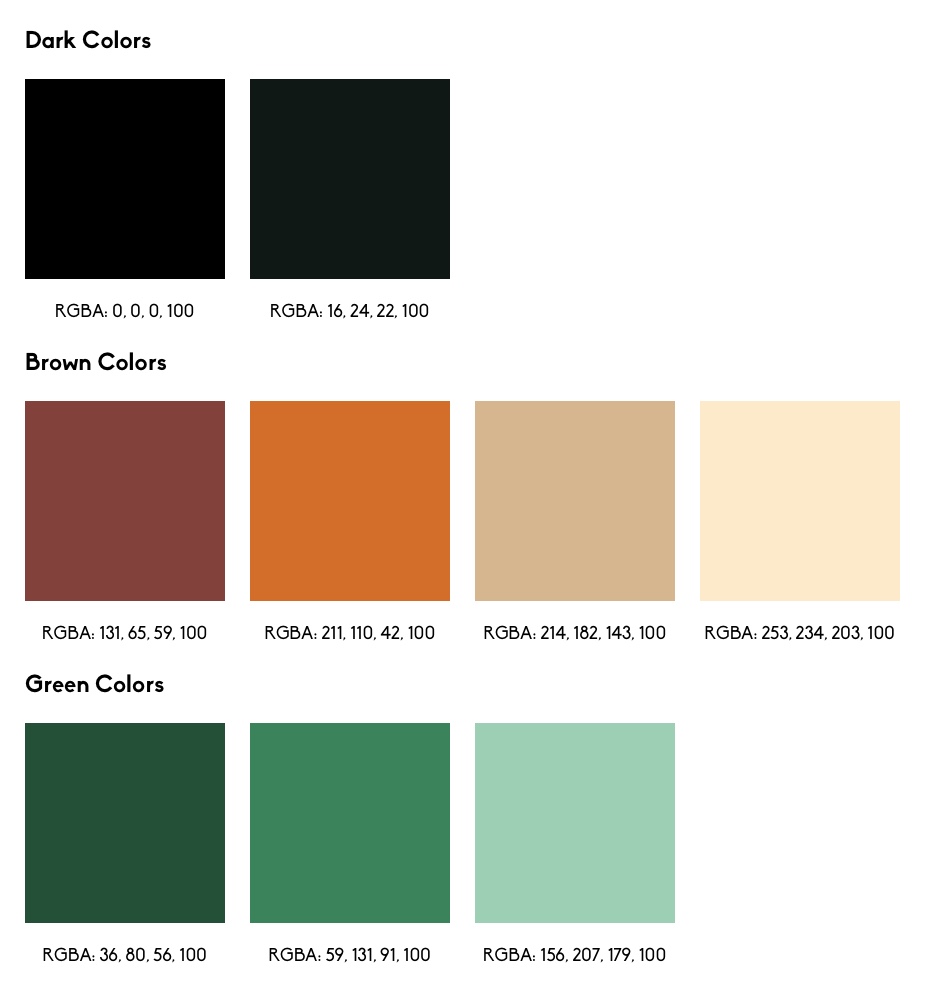 Dark Colors
RGBA: 0, 0, 0, 100
RGBA: 16, 24, 22, 100
Brown Colors
RGBA: 131, 65, 59, 100
RGBA: 211, 110, 42, 100
RGBA: 214, 182, 143, 100
RGBA: 253, 234, 203, 100
Green Colors
RGBA: 36, 80, 56, 100
RGBA: 59, 131, 91, 100
RGBA: 156, 207, 179, 100